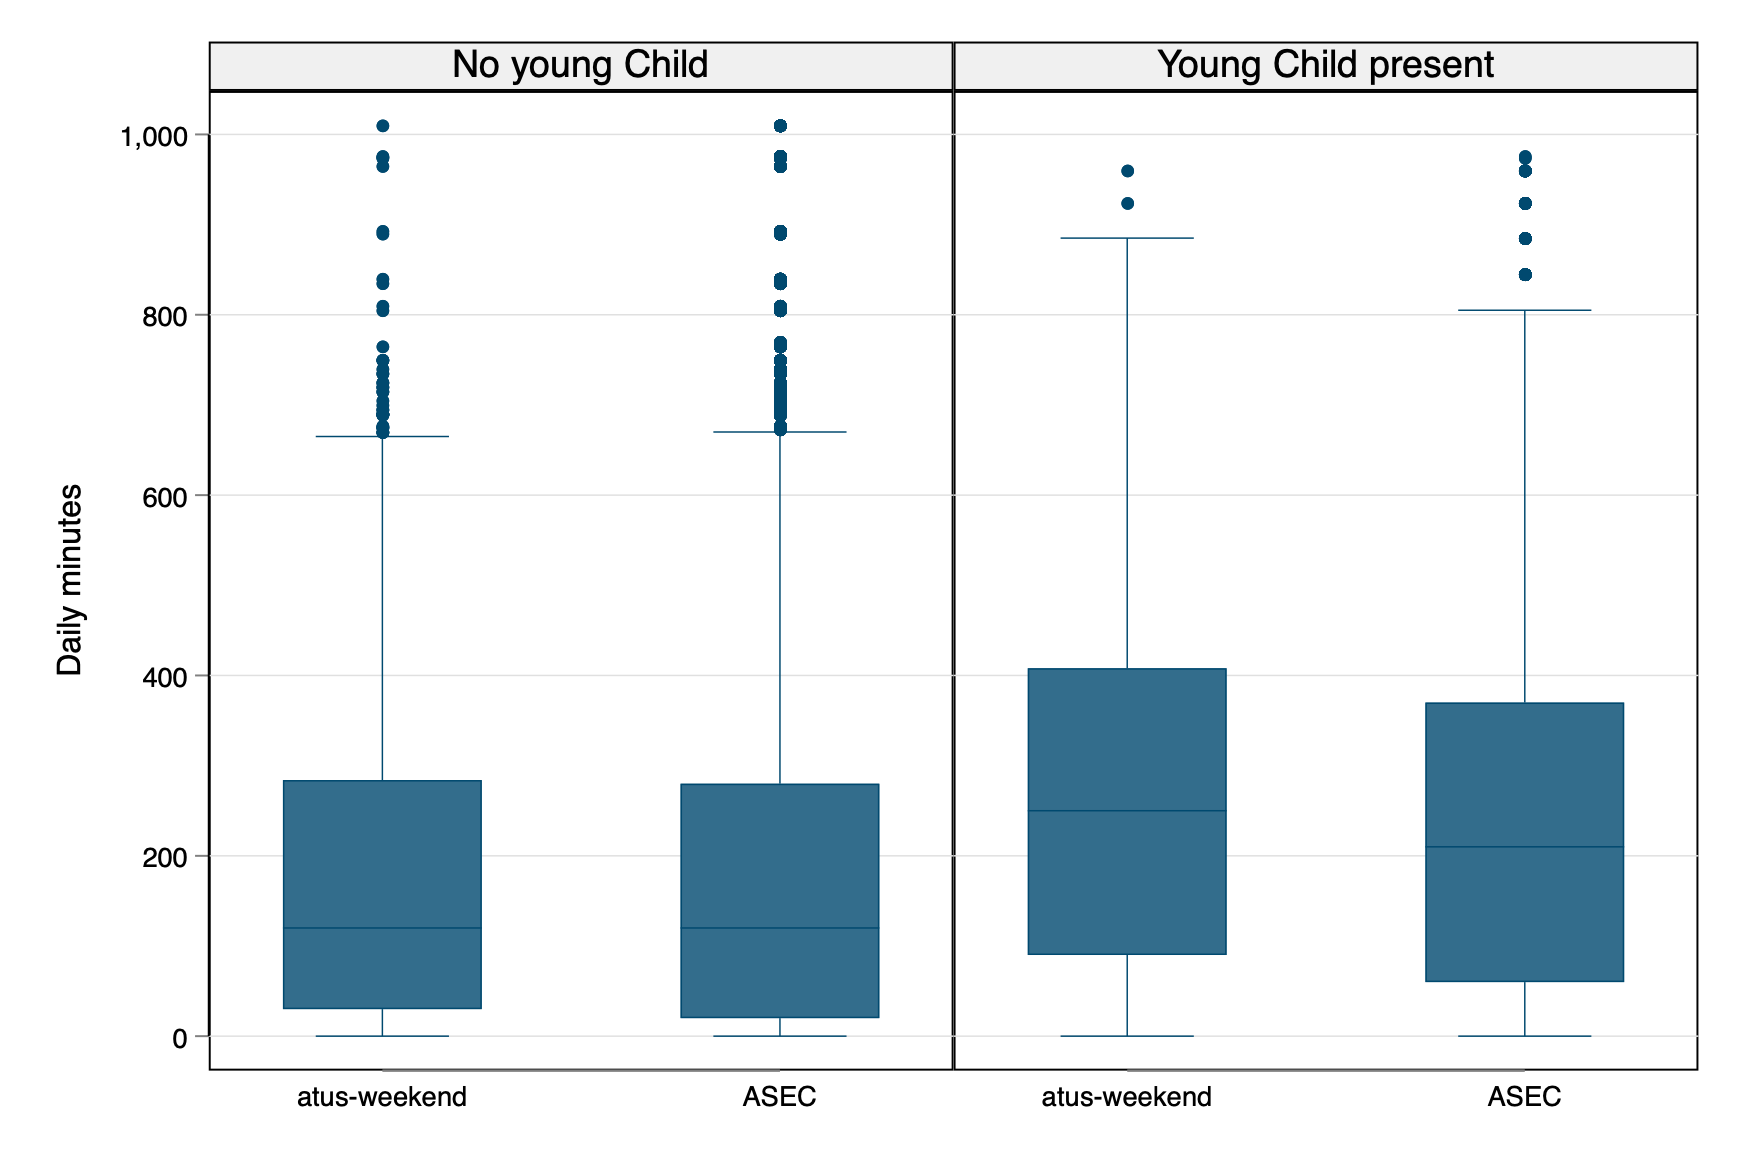 No young Child
Young Child present
Daily minutes
1,000
800
600
400
200
0
atus-weekend
ASEC
atus-weekend
ASEC